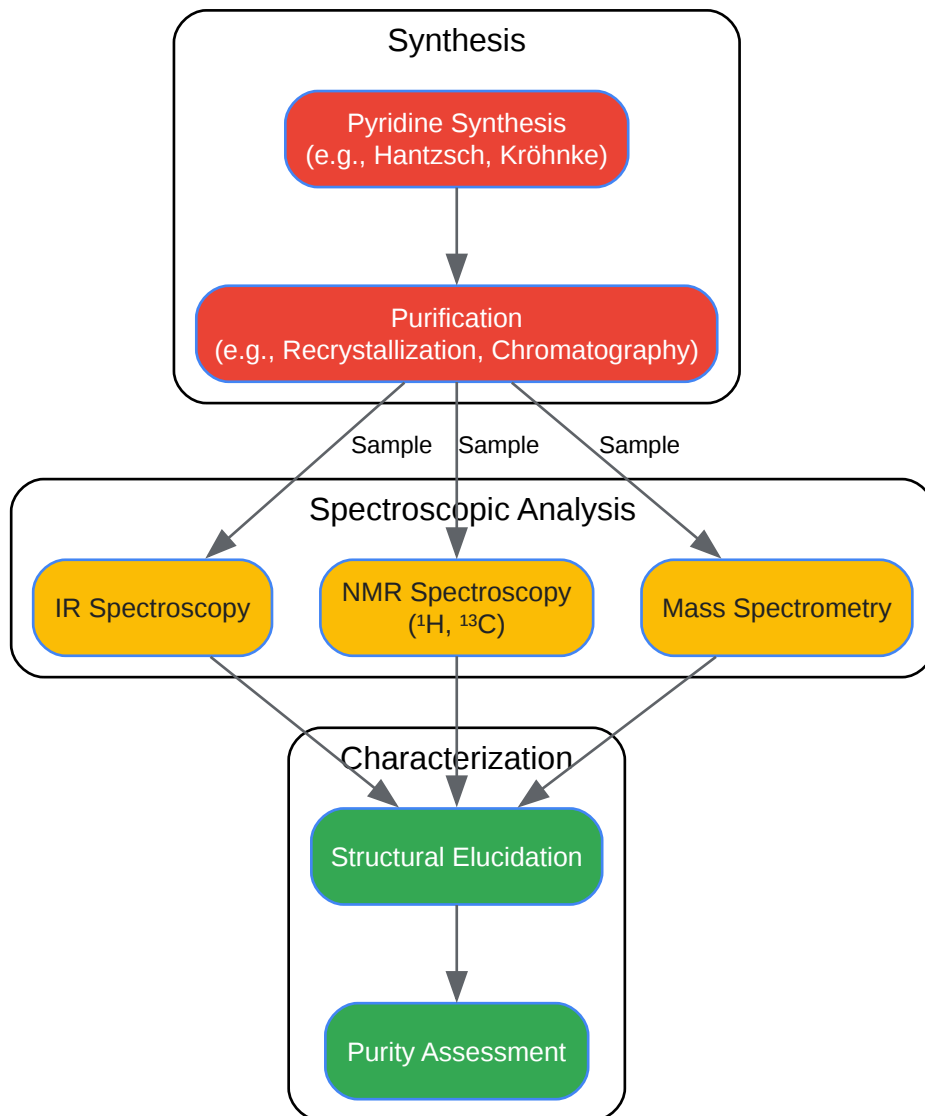 Synthesis
Pyridine Synthesis
(e.g., Hantzsch, Kröhnke)
Purification
(e.g., Recrystallization, Chromatography)
Sample
Sample
Sample
Spectroscopic Analysis
IR Spectroscopy
NMR Spectroscopy
(¹H, ¹³C)
Mass Spectrometry
Characterization
Structural Elucidation
Purity Assessment